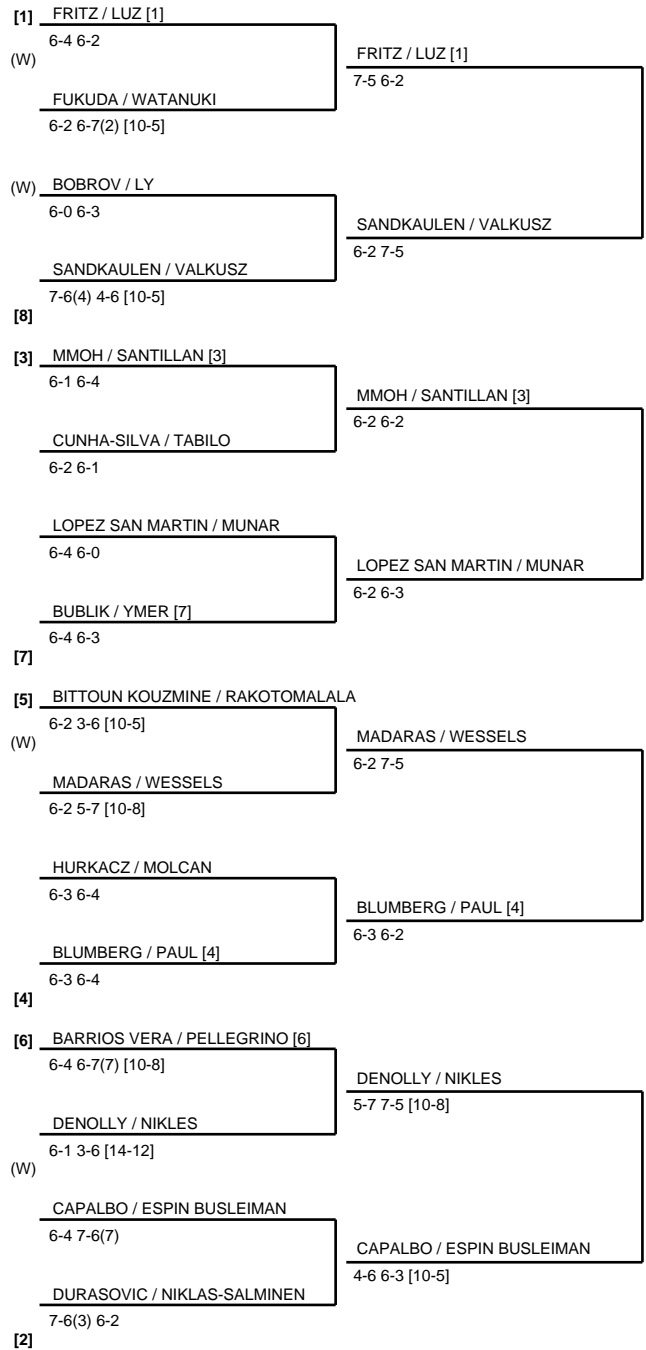 [1] FRITZ / LUZ [1]
6-4 6-2
(W)
FRITZ / LUZ [1]
7-5 6-2
FUKUDA / WATANUKI
6-2 6-7(2) [10-5]
(W) BOBROV / LY
6-0 6-3
SANDKAULEN / VALKUSZ
6-2 7-5
SANDKAULEN / VALKUSZ
7-6(4) 4-6 [10-5]
[8]
[3] MMOH / SANTILLAN [3]
6-1 6-4
MMOH / SANTILLAN [3]
6-2 6-2
CUNHA-SILVA / TABILO
6-2 6-1
LOPEZ SAN MARTIN / MUNAR
6-4 6-0
LOPEZ SAN MARTIN / MUNAR
6-2 6-3
BUBLIK / YMER [7]
6-4 6-3
[7]
[5] BITTOUN KOUZMINE / RAKOTOMALALA
6-2 3-6 [10-5]
(W)
MADARAS / WESSELS
6-2 7-5
MADARAS / WESSELS
6-2 5-7 [10-8]
HURKACZ / MOLCAN
6-3 6-4
BLUMBERG / PAUL [4]
6-3 6-2
BLUMBERG / PAUL [4]
6-3 6-4
[4]
[6] BARRIOS VERA / PELLEGRINO [6]
6-4 6-7(7) [10-8]
DENOLLY / NIKLES
5-7 7-5 [10-8]
DENOLLY / NIKLES
6-1 3-6 [14-12]
(W)
CAPALBO / ESPIN BUSLEIMAN
6-4 7-6(7)
CAPALBO / ESPIN BUSLEIMAN
4-6 6-3 [10-5]
DURASOVIC / NIKLAS-SALMINEN
7-6(3) 6-2
[2]